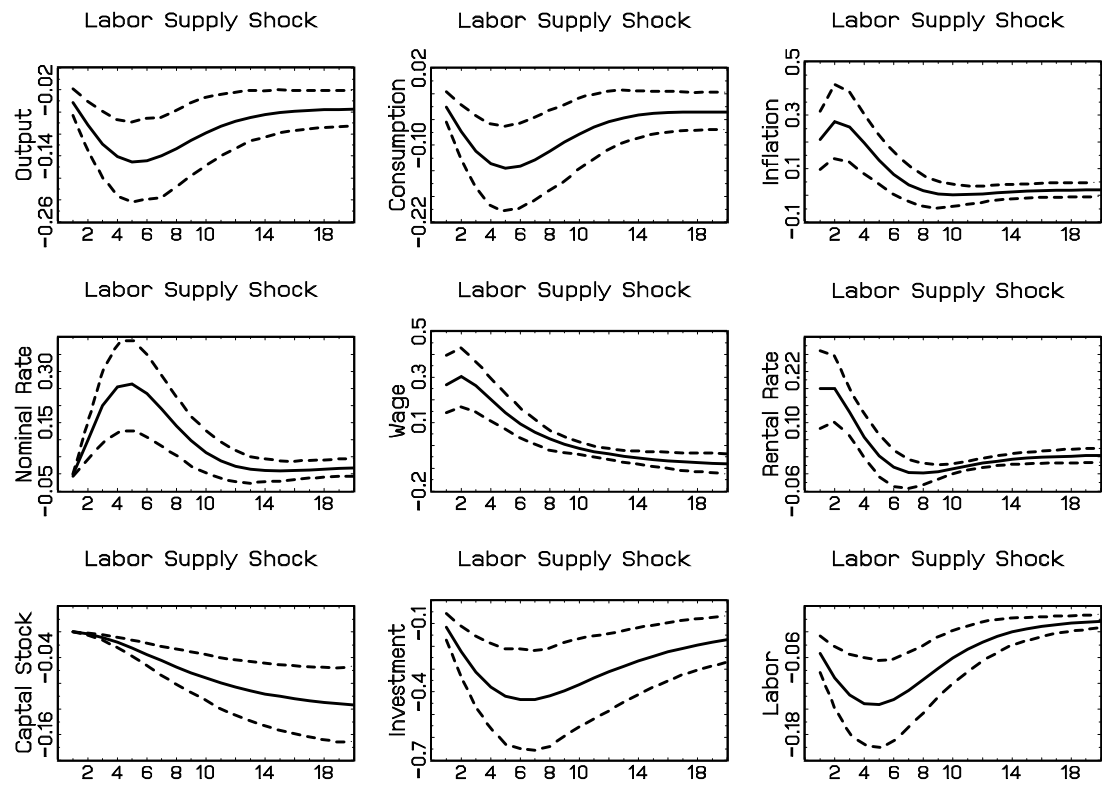 Labor Supply Shock
Output
-0.02
-0.14
-0.26
2 4 6 8 10 14 18
Labor Supply Shock
Consumption
0.02
-0.10
-0.22
2 4 6 8 10 14 18
Labor Supply Shock
Inflation
0.5
0.3
0.1
-0.1
2 4 6 8 10 14 18
Labor Supply Shock
Nominal Rate
0.30
0.15
-0.05
2 4 6 8 10 14 18
Labor Supply Shock
Wage
0.5
0.3
0.1
-0.2
2 4 6 8 10 14 18
Labor Supply Shock
Rental Rate
0.22
0.10
-0.06
2 4 6 8 10 14 18
Labor Supply Shock
Captal Stock
-0.04
-0.16
2 4 6 8 10 14 18
Labor Supply Shock
Investment
-0.1
-0.4
-0.7
2 4 6 8 10 14 18
Labor Supply Shock
Labor
-0.06
-0.18
2 4 6 8 10 14 18